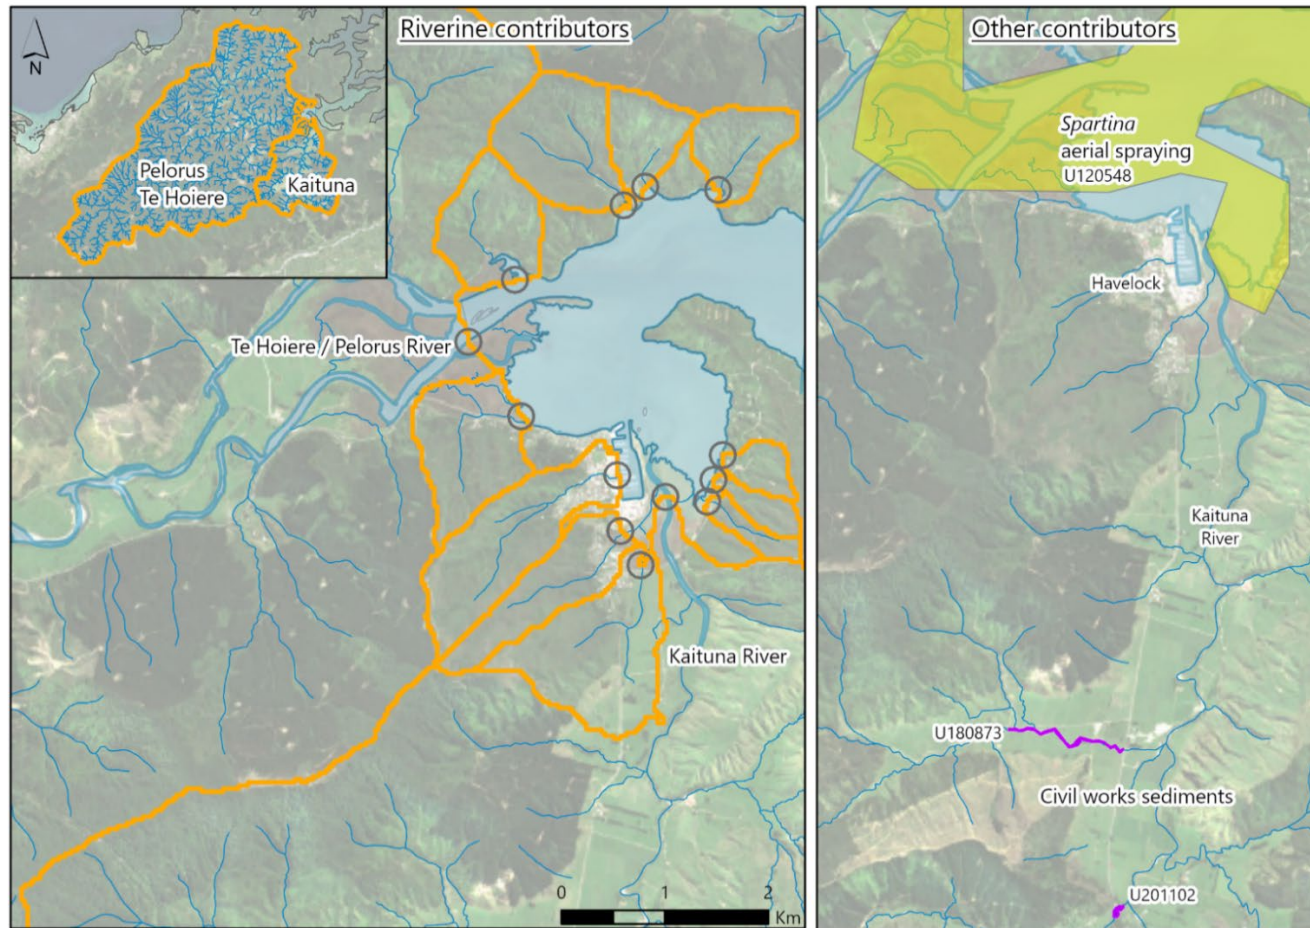 Riverine contributors
N
Pelorus
Te Hoiere
Kaituna
Te Hoiere / Pelorus River
Kaituna River
0 1 2
Km
Other contributors
Spartina
aerial spraying
U120548
Havelock
Kaituna
River
U180873
Civil works sediments
U201102